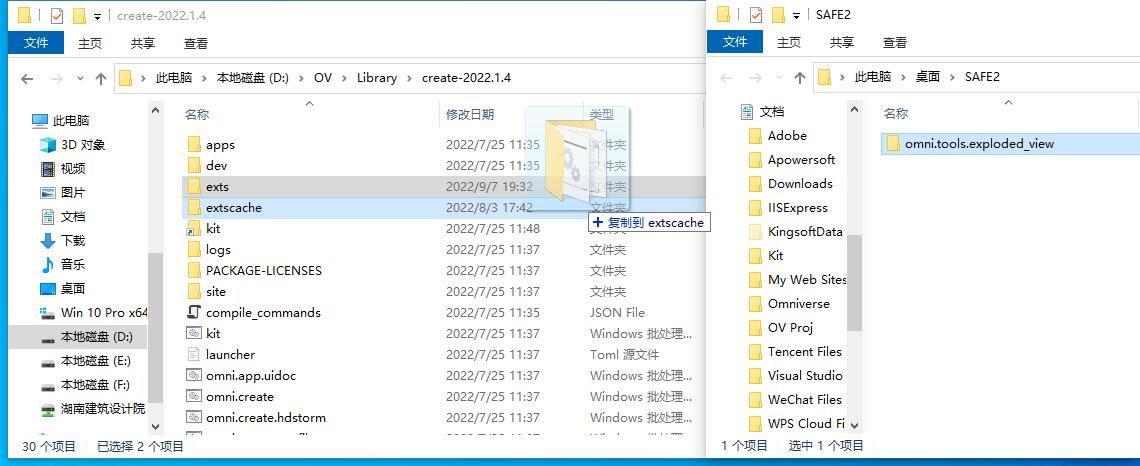 create-2022.1.4
文件 主页 共享 查看
此电脑 本地磁盘 (D:) OV Library create-2022.1.4
此电脑
3D 对象
视频
图片
文档
下载
音乐
桌面
Win 10 Pro x64
本地磁盘 (D:)
本地磁盘 (E:)
本地磁盘 (F:)
湖南建筑设计院
名称 修改日期 类型
apps 2022/7/25 11:35 文件夹
dev 2022/7/25 11:35 文件夹
exts 2022/9/7 19:32 文件夹
extscache 2022/8/3 17:42 文件夹
kit 2022/7/25 11:48 文件夹
logs 2022/7/25 11:37 文件夹
PACKAGE-LICENSES 2022/7/25 11:37 文件夹
site 2022/7/25 11:37 文件夹
compile_commands 2022/7/25 11:35 JSON File
kit 2022/7/25 11:37 Windows 批处理...
launcher 2022/7/25 11:37 Toml 源文件
omni.app.uidoc 2022/7/25 11:37 Windows 批处理...
omni.create 2022/7/25 11:37 Windows 批处理...
omni.create.hdstorm 2022/7/25 11:37 Windows 批处理...
复制到 extscache
30 个项目 已选择 2 个项目
SAFE2
文件 主页 共享 查看
此电脑 桌面 SAFE2
文档
Adobe
Apowersoft
Downloads
IISExpress
KingsoftData
Kit
My Web Sites
Omniverse
OV Proj
Tencent Files
Visual Studio
WeChat Files
WPS Cloud Fi
名称
omni.tools.exploded_view
1 个项目 选中 1 个项目